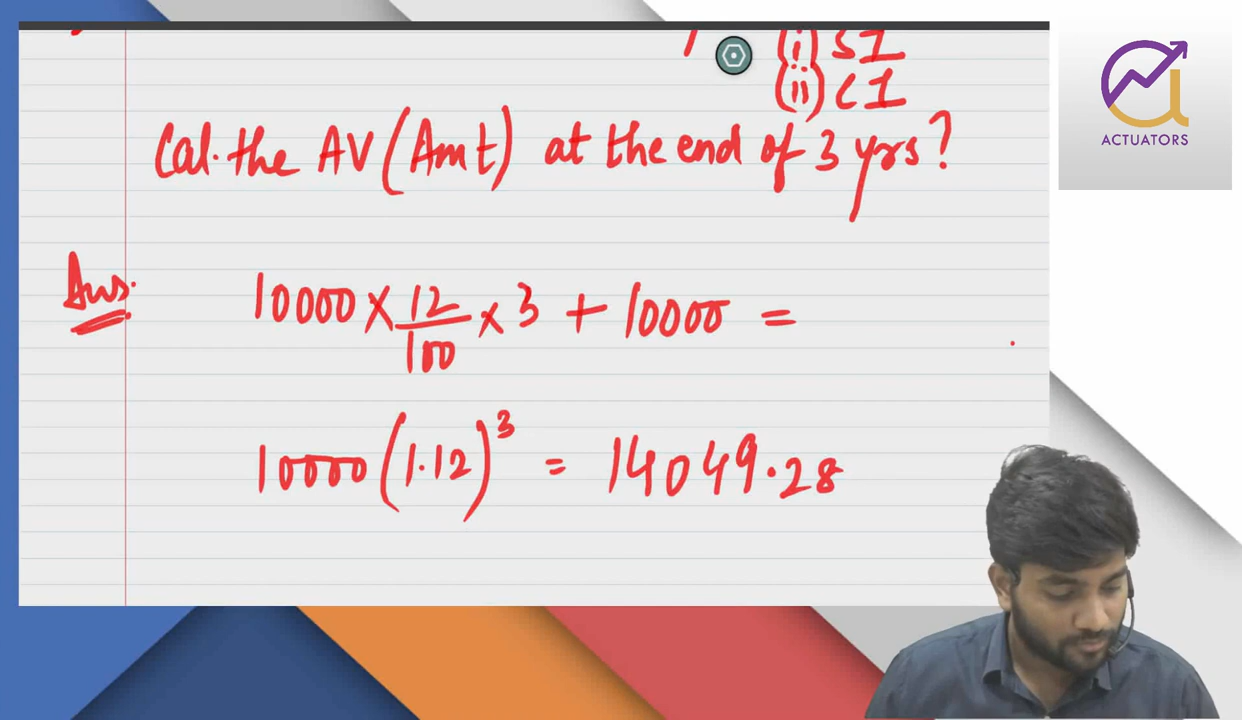 (i) SI
(ii) CI
Cal. the AV (Amt) at the end of 3 yrs?
Ans.
10000 × 12/100 × 3 + 10000 =
10000 (1.12)^3 = 14049.28
ACTUATORS